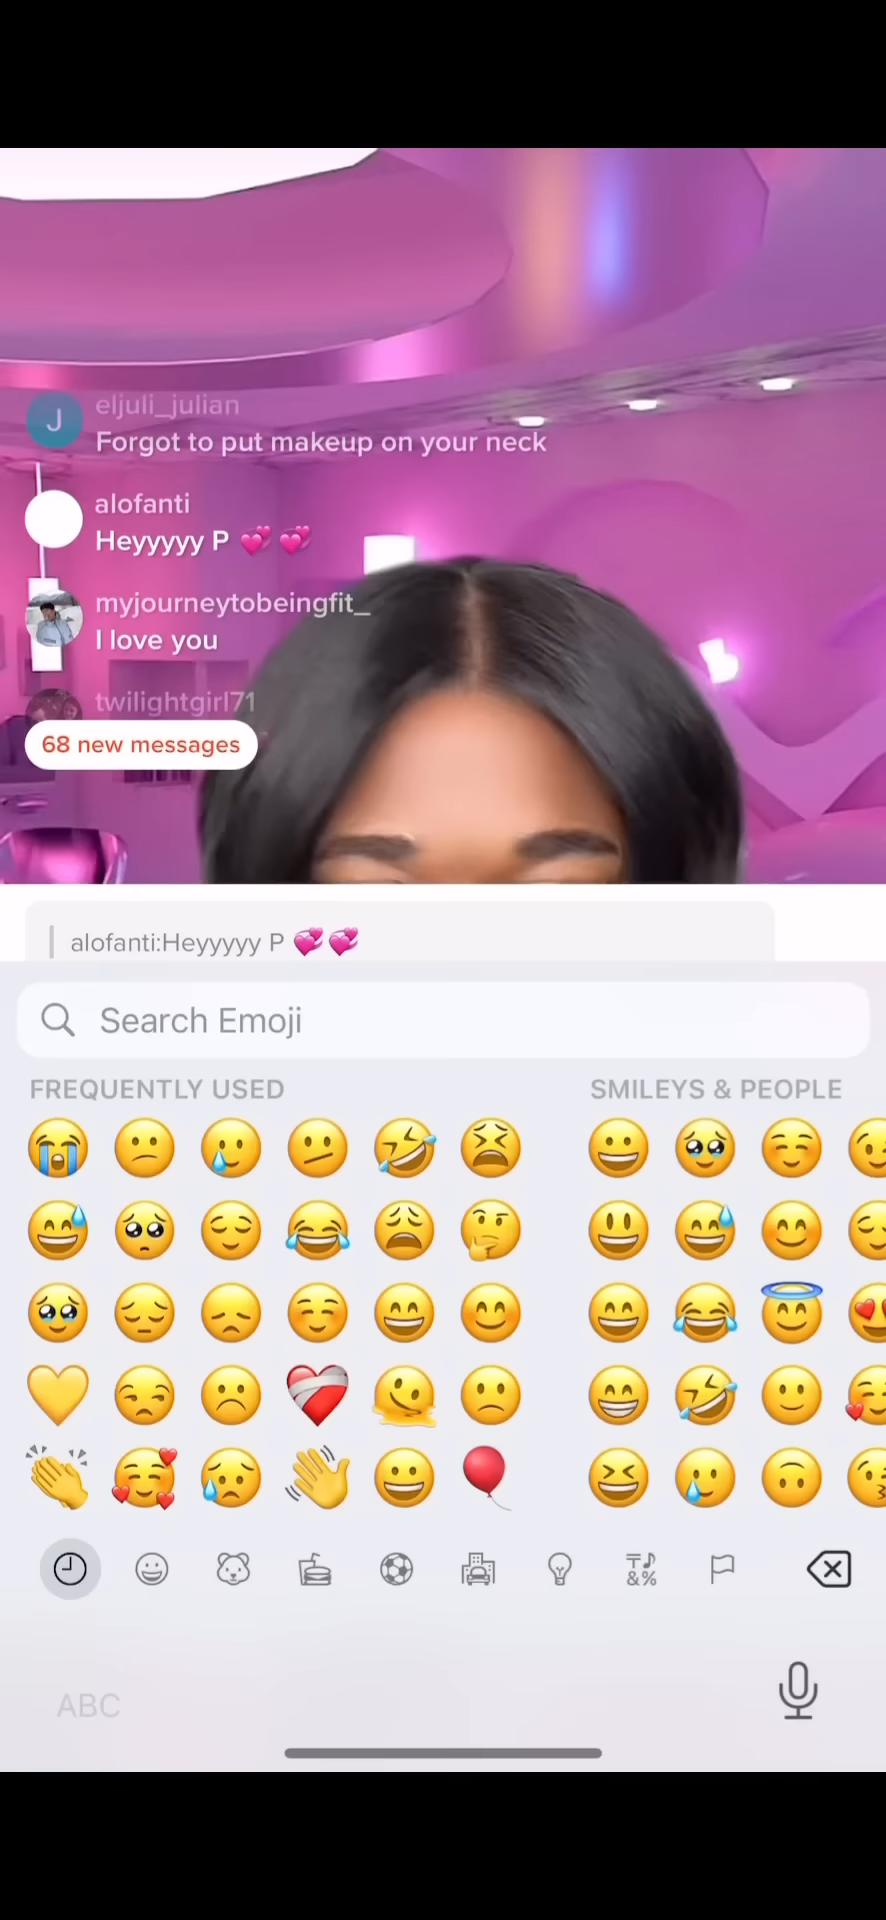 J
eljuli_julian
Forgot to put makeup on your neck
alofanti
Heyyyyy P 💞 💞
myjourneytobeingfit_
I love you
twilightgirl71
68 new messages
alofanti:Heyyyyy P 💞💞
Search Emoji
FREQUENTLY USED SMILEYS & PEOPLE
&%
ABC